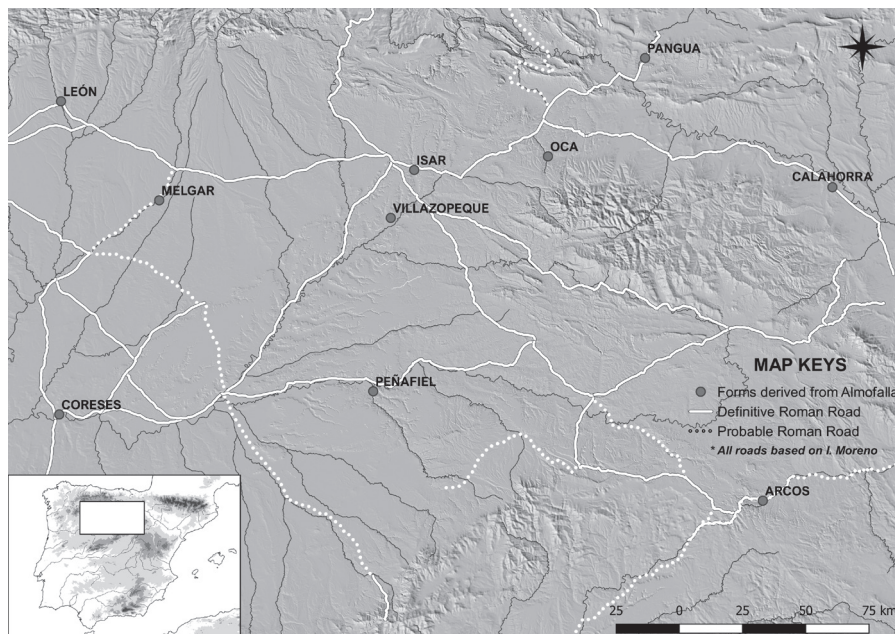 PANGUA
LEÓN
OCA
ISAR
CALAHORRA
MELGAR
VILLAZOPEQUE
MAP KEYS
PEÑAFIEL
Forms derived from Almofalla
CORESES
Definitive Roman Road
Probable Roman Road
* All roads based on I. Moreno
ARCOS
25 0 25 50 75 km